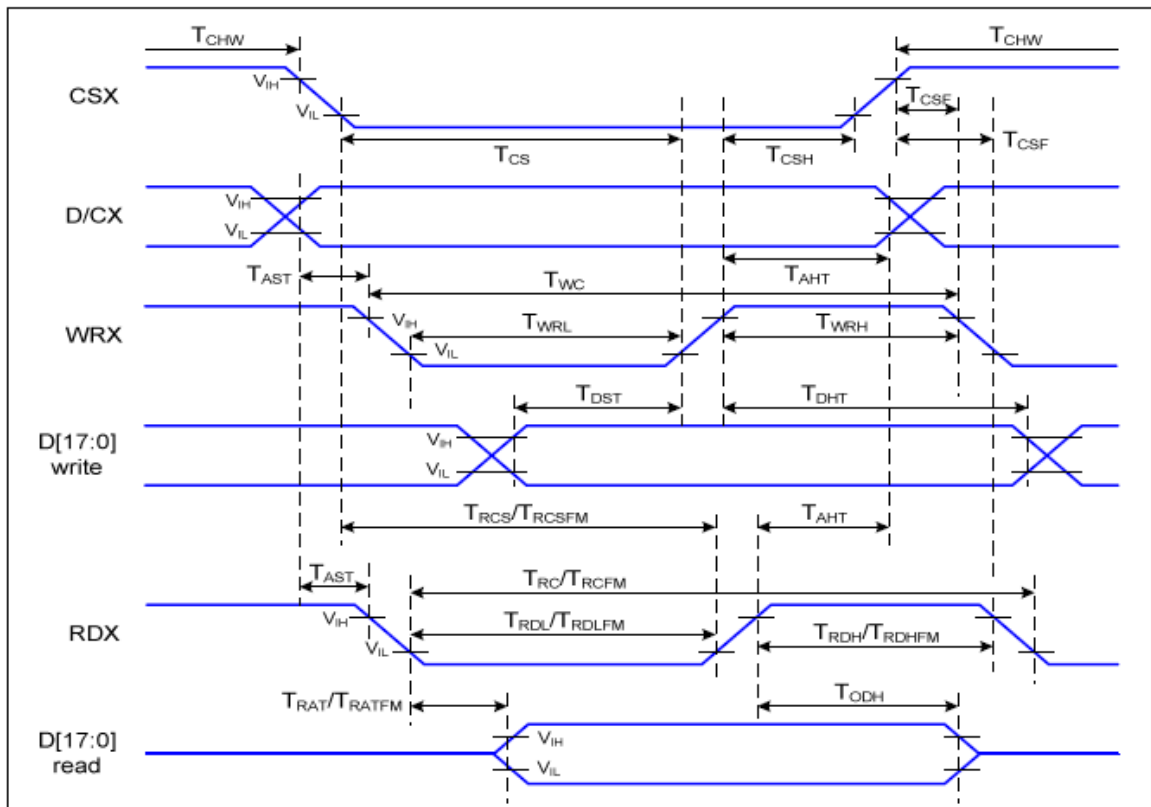 TCHW TCHW
CSX
VIH
VIL
TCSF
TCSF
TCS TCSH
D/CX
VIH
VIL
TAST TWC TAHT
WRX
VIH
VIL
TWRL TWRH
TDST TDHT
D[17:0]
write
VIH
VIL
TRCS/TRCSFM TAHT
TAST TRC/TRCFM
RDX
VIH
VIL
TRDL/TRDLFM TRDH/TRDHFM
TRAT/TRATFM TODH
D[17:0]
read
VIH
VIL